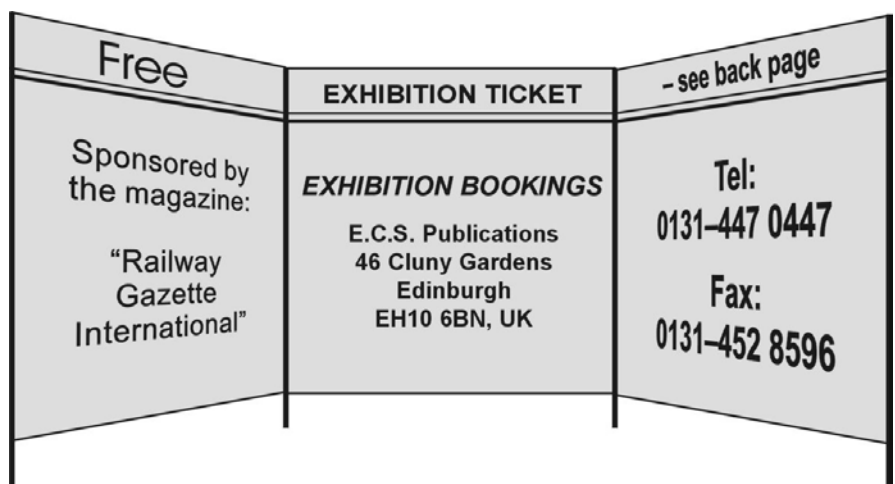 Free
EXHIBITION TICKET
– see back page
Sponsored by
the magazine:
“Railway
Gazette
International”
EXHIBITION BOOKINGS
E.C.S. Publications
46 Cluny Gardens
Edinburgh
EH10 6BN, UK
Tel:
0131–447 0447
Fax:
0131–452 8596